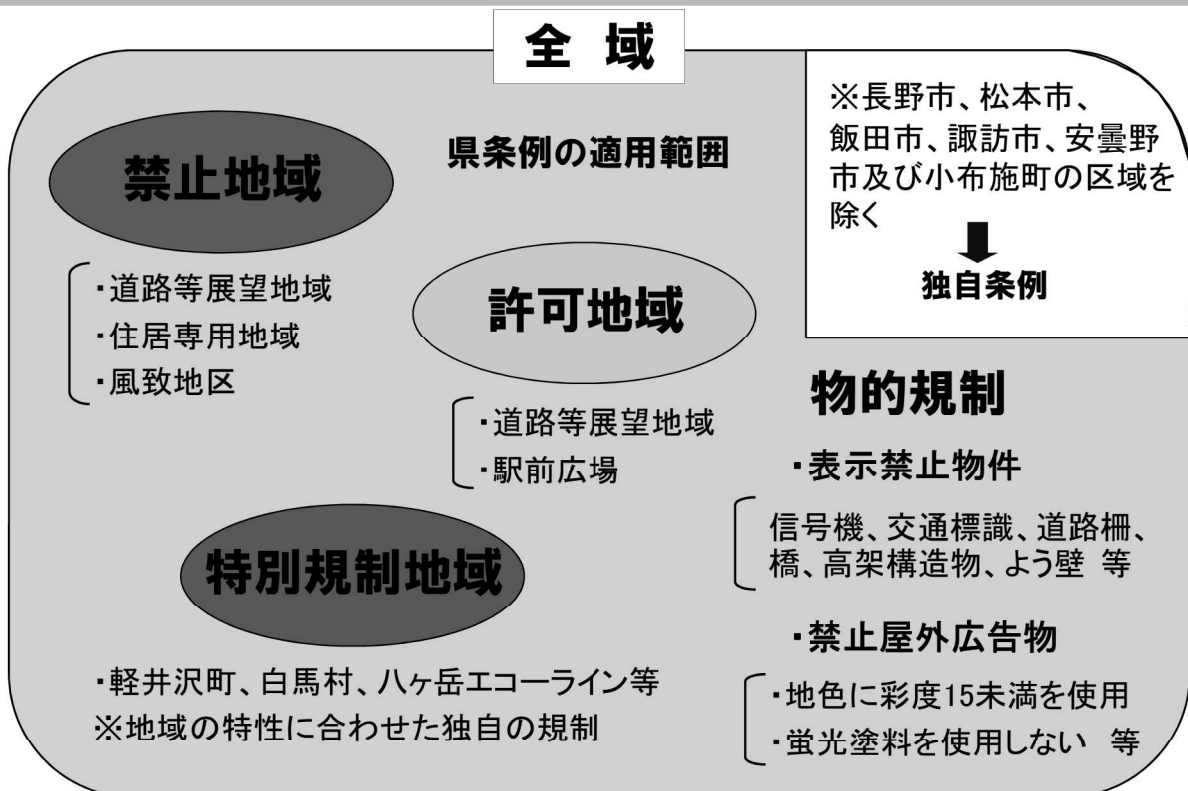 全 域
県条例の適用範囲
※長野市、松本市、
飯田市、諏訪市、安曇野
市及び小布施町の区域を
除く
独自条例
禁止地域
・道路等展望地域
・住居専用地域
・風致地区
許可地域
・道路等展望地域
・駅前広場
特別規制地域
・軽井沢町、白馬村、八ヶ岳エコーライン等
※地域の特性に合わせた独自の規制
物的規制
・表示禁止物件
信号機、交通標識、道路柵、
橋、高架構造物、よう壁 等
・禁止屋外広告物
・地色に彩度15未満を使用
・蛍光塗料を使用しない 等